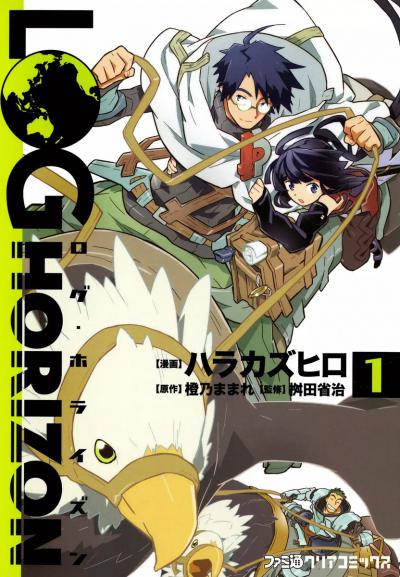 LOG HORIZON
ログ・ホライズン
【漫画】ハラカズヒロ
【原作】橙乃ままれ【監修】桝田省治
1
ファミ通クリアコミックス